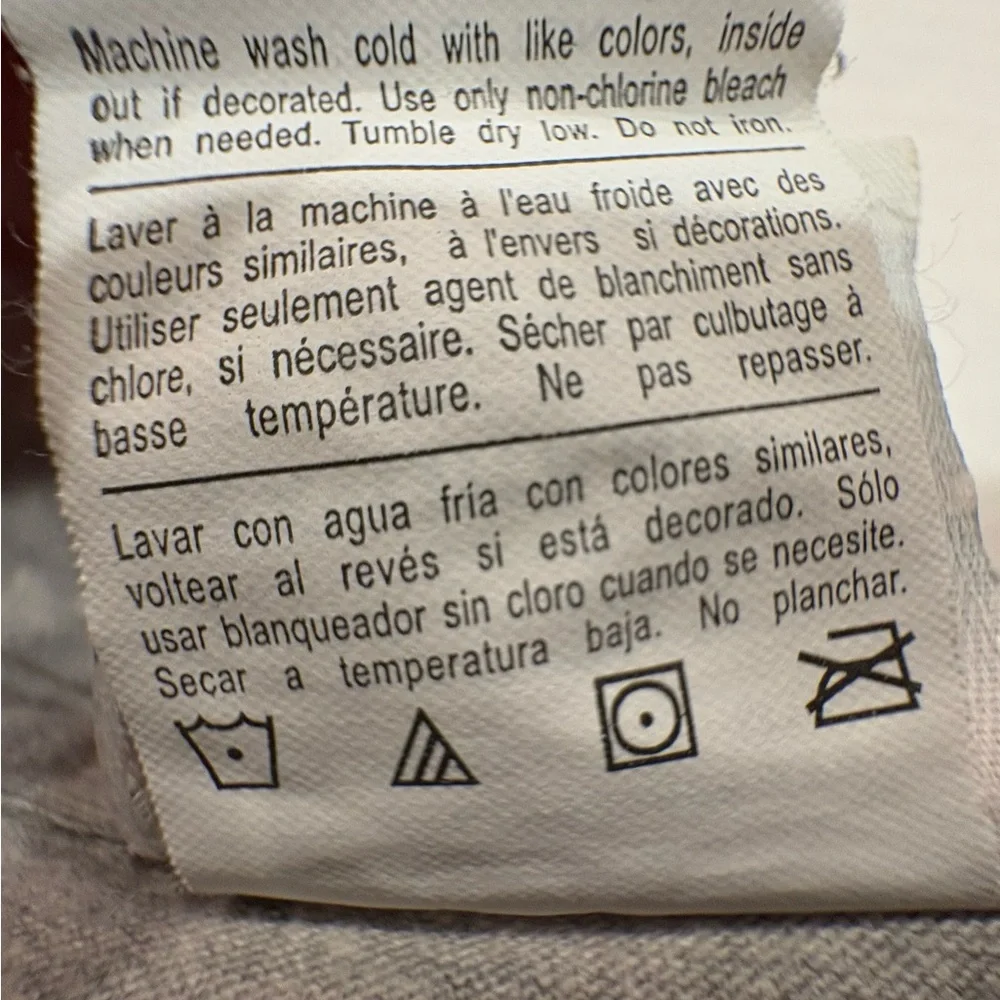 Machine wash cold with like colors, inside
out if decorated. Use only non-chlorine bleach
when needed. Tumble dry low. Do not iron.
Laver à la machine à l'eau froide avec des
couleurs similaires, à l'envers si décorations.
Utiliser seulement agent de blanchiment sans
chlore, si nécessaire. Sécher par culbutage à
basse température. Ne pas repasser.
Lavar con agua fría con colores similares,
voltear al revés si está decorado. Sólo
usar blanqueador sin cloro cuando se necesite.
Secar a temperatura baja. No planchar.